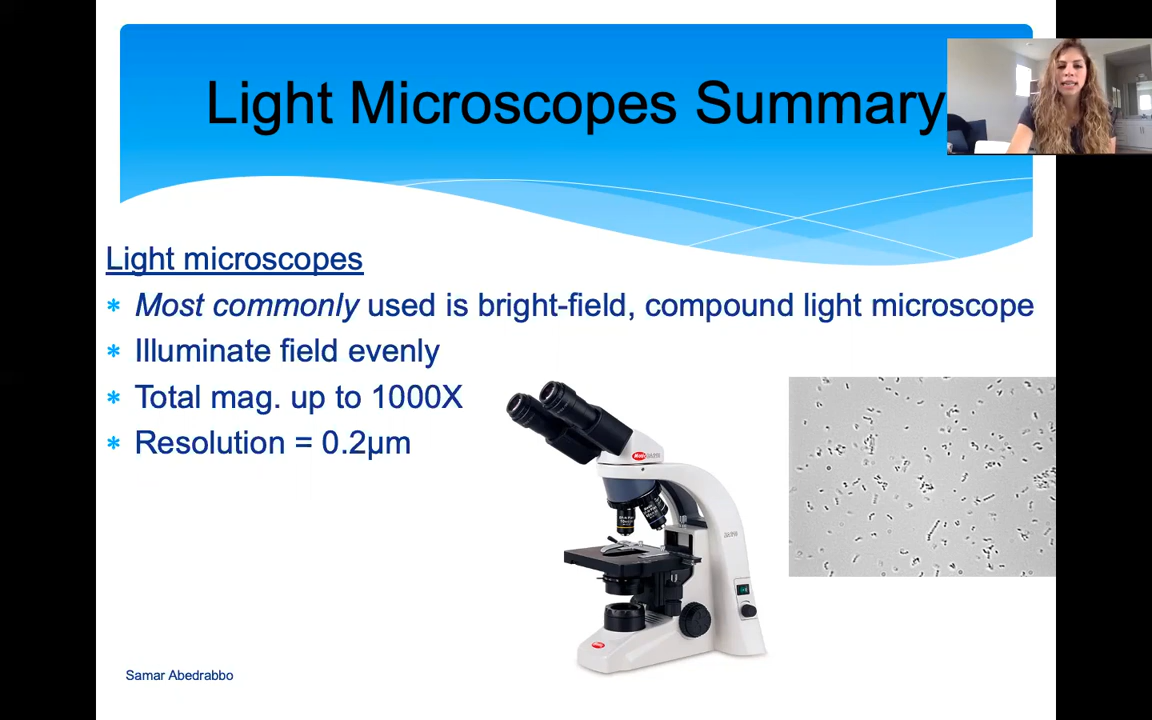 Light Microscopes Summary
Light microscopes
* Most commonly used is bright-field, compound light microscope
* Illuminate field evenly
* Total mag. up to 1000X
* Resolution = 0.2µm
Samar Abedrabbo